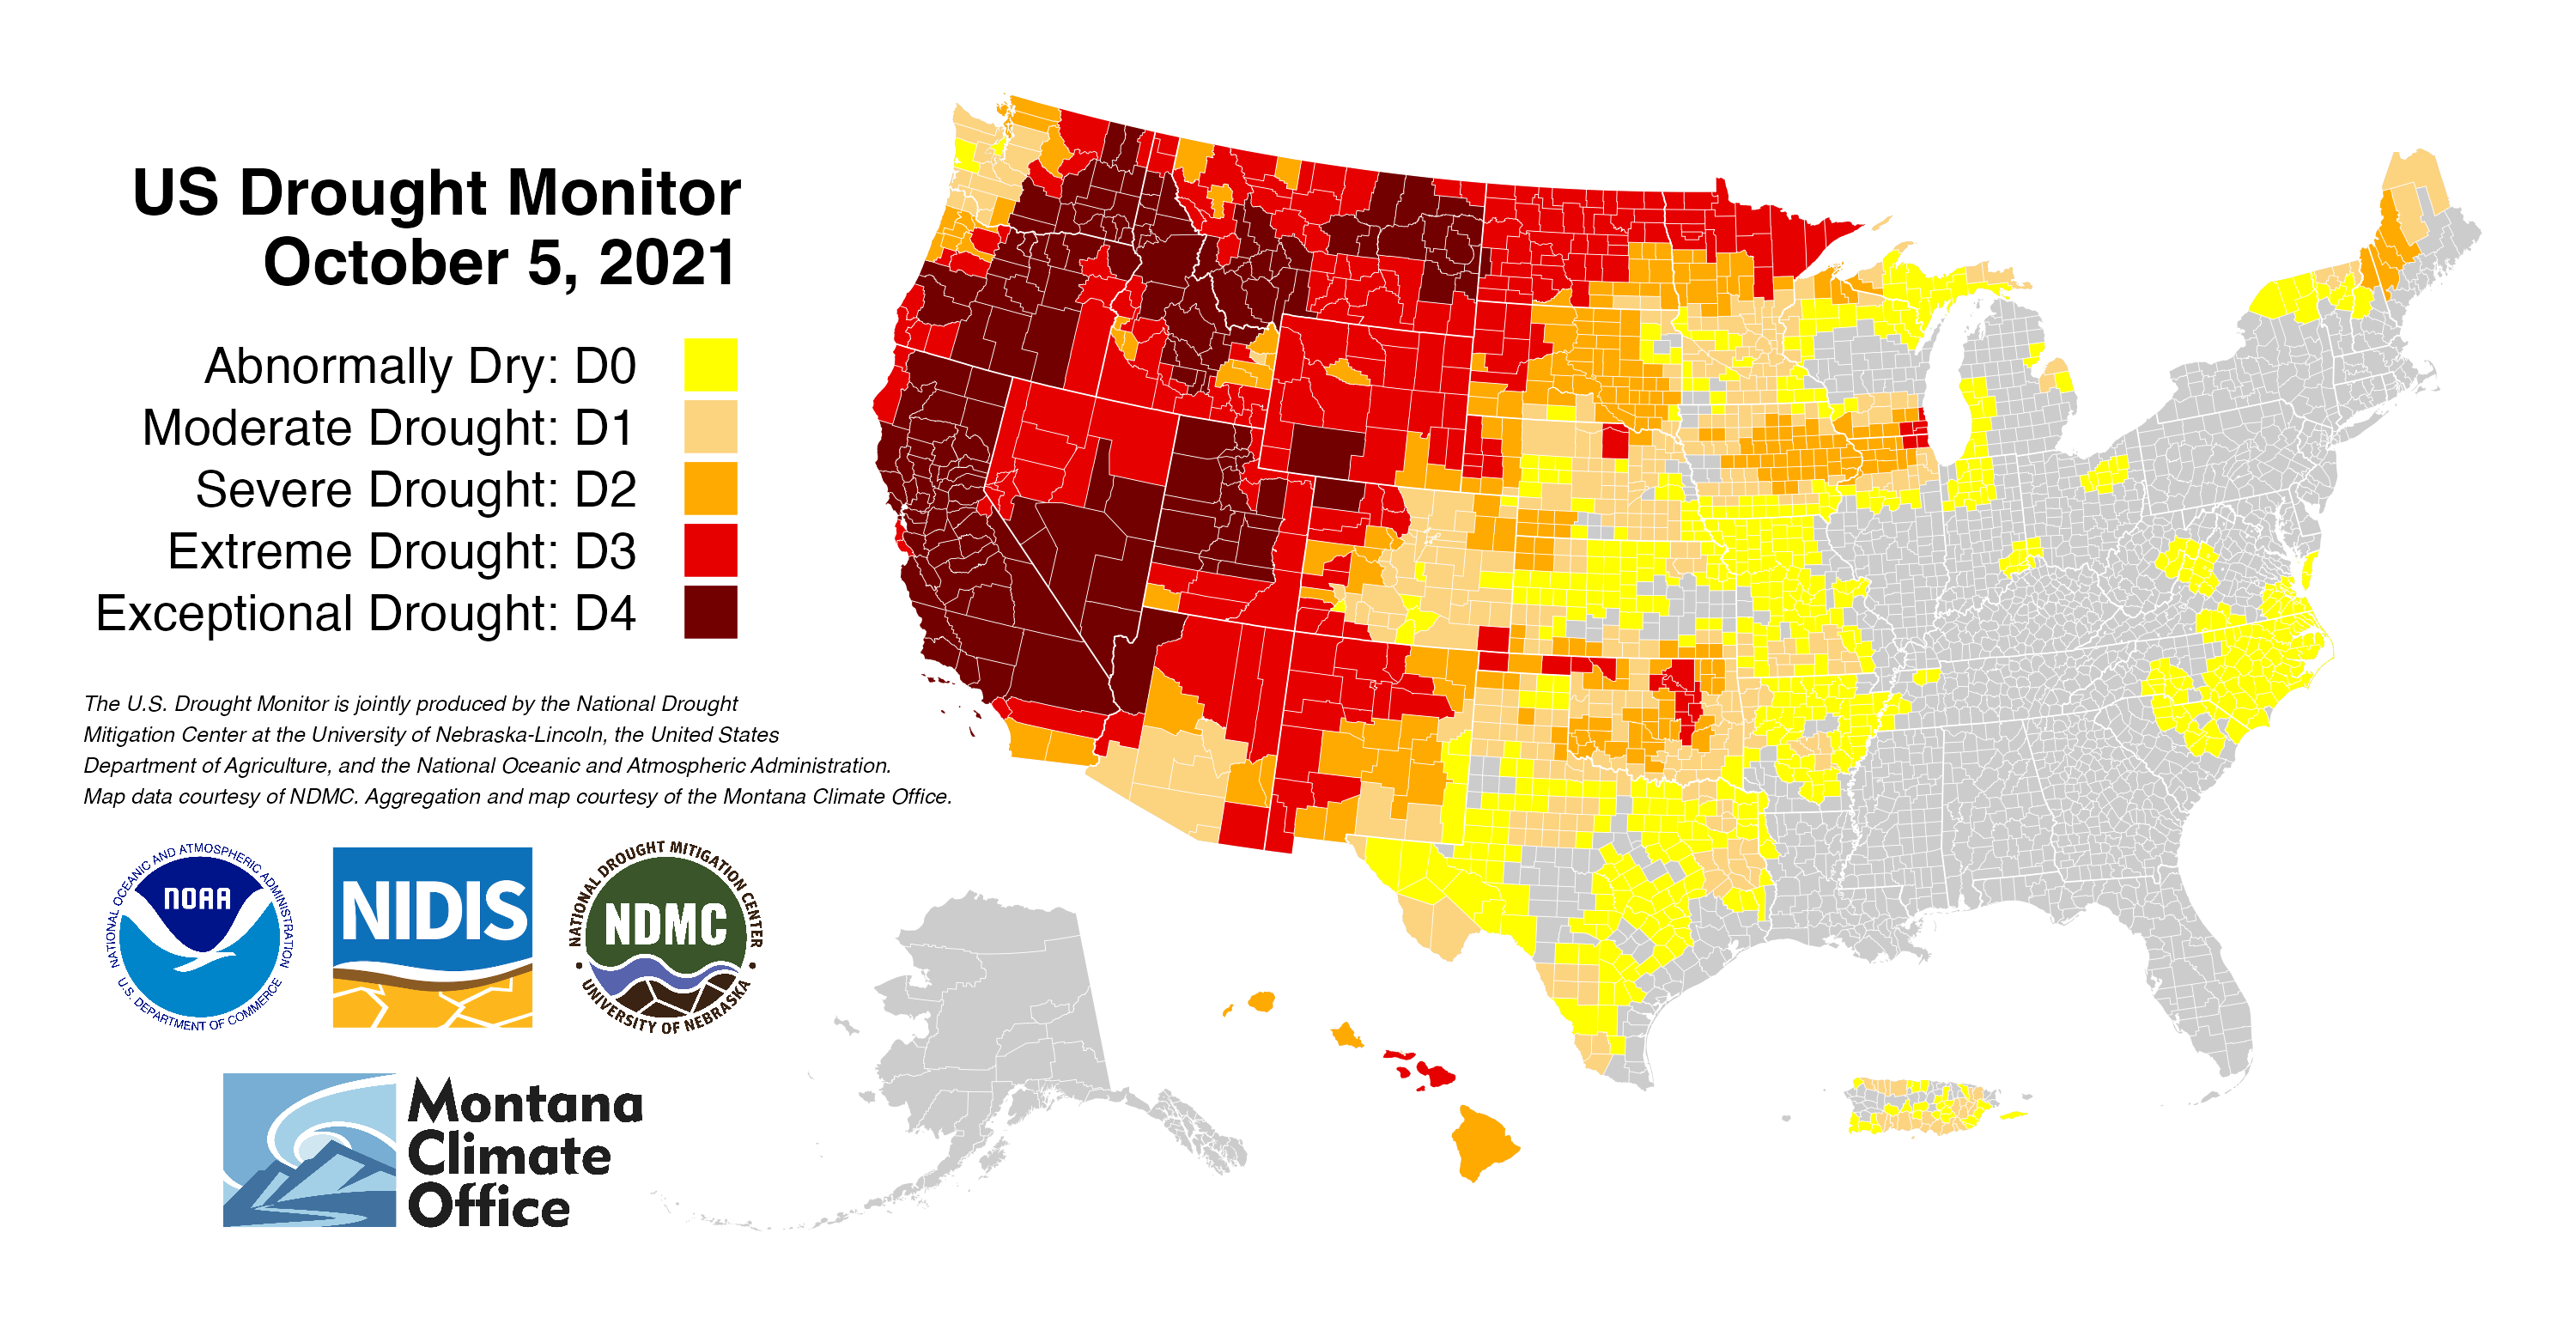 US Drought Monitor
October 5, 2021
Abnormally Dry: D0
Moderate Drought: D1
Severe Drought: D2
Extreme Drought: D3
Exceptional Drought: D4
The U.S. Drought Monitor is jointly produced by the National Drought
Mitigation Center at the University of Nebraska-Lincoln, the United States
Department of Agriculture, and the National Oceanic and Atmospheric Administration.
Map data courtesy of NDMC. Aggregation and map courtesy of the Montana Climate Office.
NATIONAL OCEANIC AND ATMOSPHERIC ADMINISTRATION
NOAA
U.S. DEPARTMENT OF COMMERCE
NIDIS
NATIONAL DROUGHT MITIGATION CENTER
NDMC
UNIVERSITY OF NEBRASKA
Montana
Climate
Office